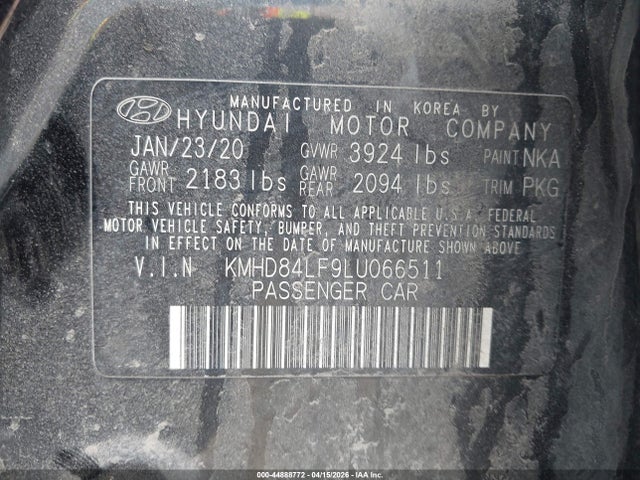 MANUFACTURED IN KOREA BY
HYUNDAI MOTOR COMPANY
JAN/23/20 GVWR 3924 lbs PAINT NKA
GAWR FRONT 2183 lbs GAWR REAR 2094 lbs TRIM PKG
THIS VEHICLE CONFORMS TO ALL APPLICABLE U.S.A. FEDERAL
MOTOR VEHICLE SAFETY, BUMPER, AND THEFT PREVENTION STANDARDS
IN EFFECT ON THE DATE OF MANUFACTURE SHOWN ABOVE.
V.I.N KMHD84LF9LU066511
PASSENGER CAR
000-44888772 - 04/15/2026 - IAA Inc.